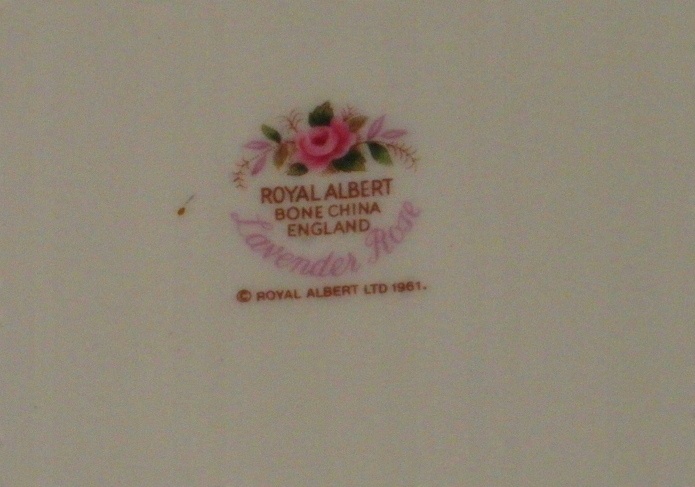 ROYAL ALBERT
BONE CHINA
ENGLAND
Lavender Rose
© ROYAL ALBERT LTD 1961.